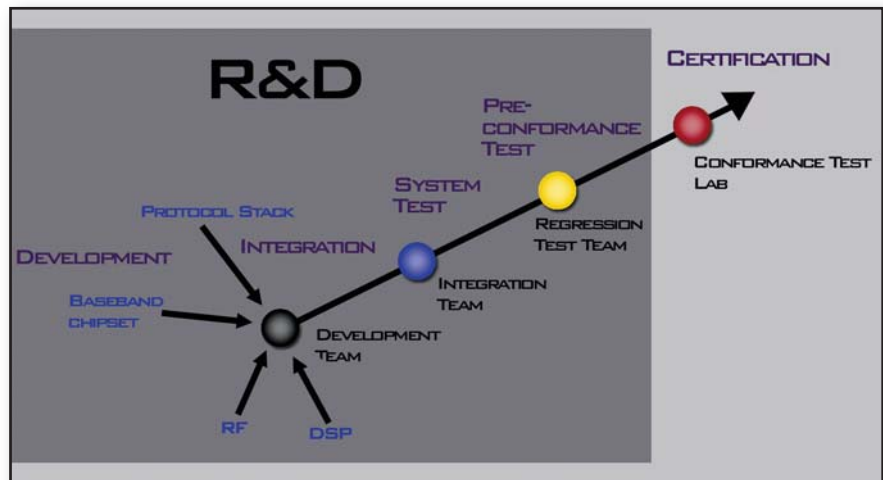 R&D
CERTIFICATION
PRE-
CONFORMANCE
TEST
CONFORMANCE TEST
LAB
SYSTEM
TEST
REGRESSION
TEST TEAM
PROTOCOL STACK
DEVELOPMENT
INTEGRATION
INTEGRATION
TEAM
BASEBAND
CHIPSET
DEVELOPMENT
TEAM
RF
DSP